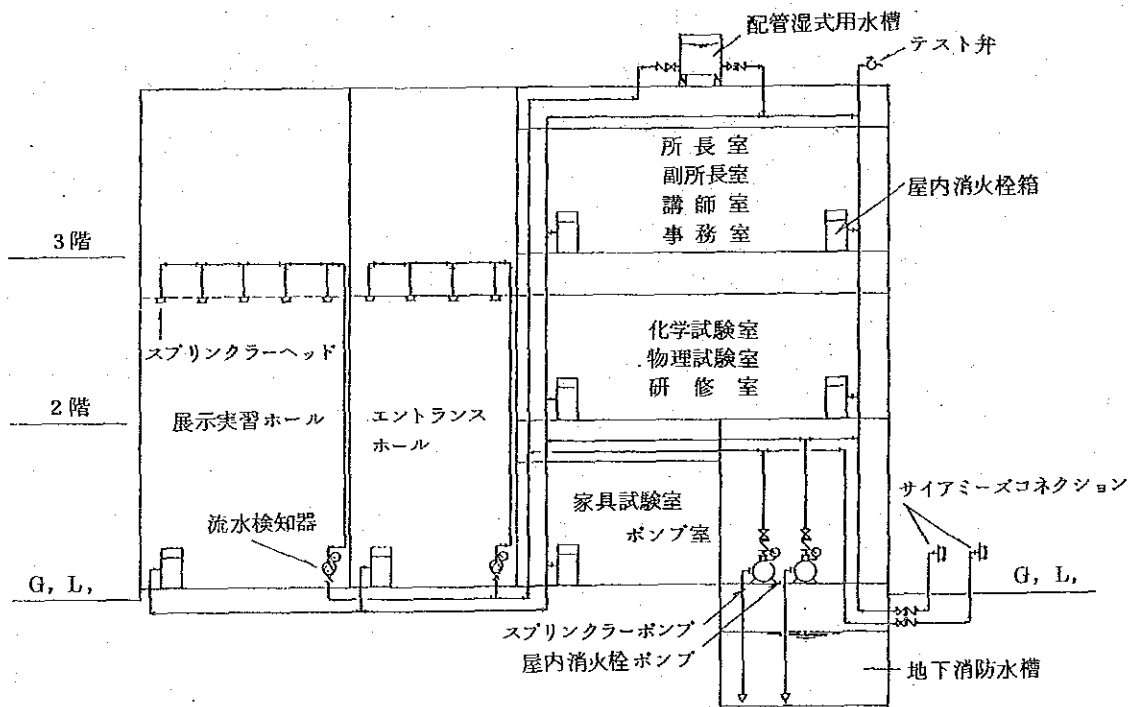 配管湿式用水槽
テスト弁
所長室
副所長室
講師室
事務室
屋内消火栓箱
3階
スプリンクラーヘッド
化学試験室
物理試験室
研修室
2階
展示実習ホール
エントランス
ホール
サイアミーズコネクション
家具試験室
ポンプ室
流水検知器
G, L,
G, L,
スプリンクラーポンプ
屋内消火栓ポンプ
地下消防水槽